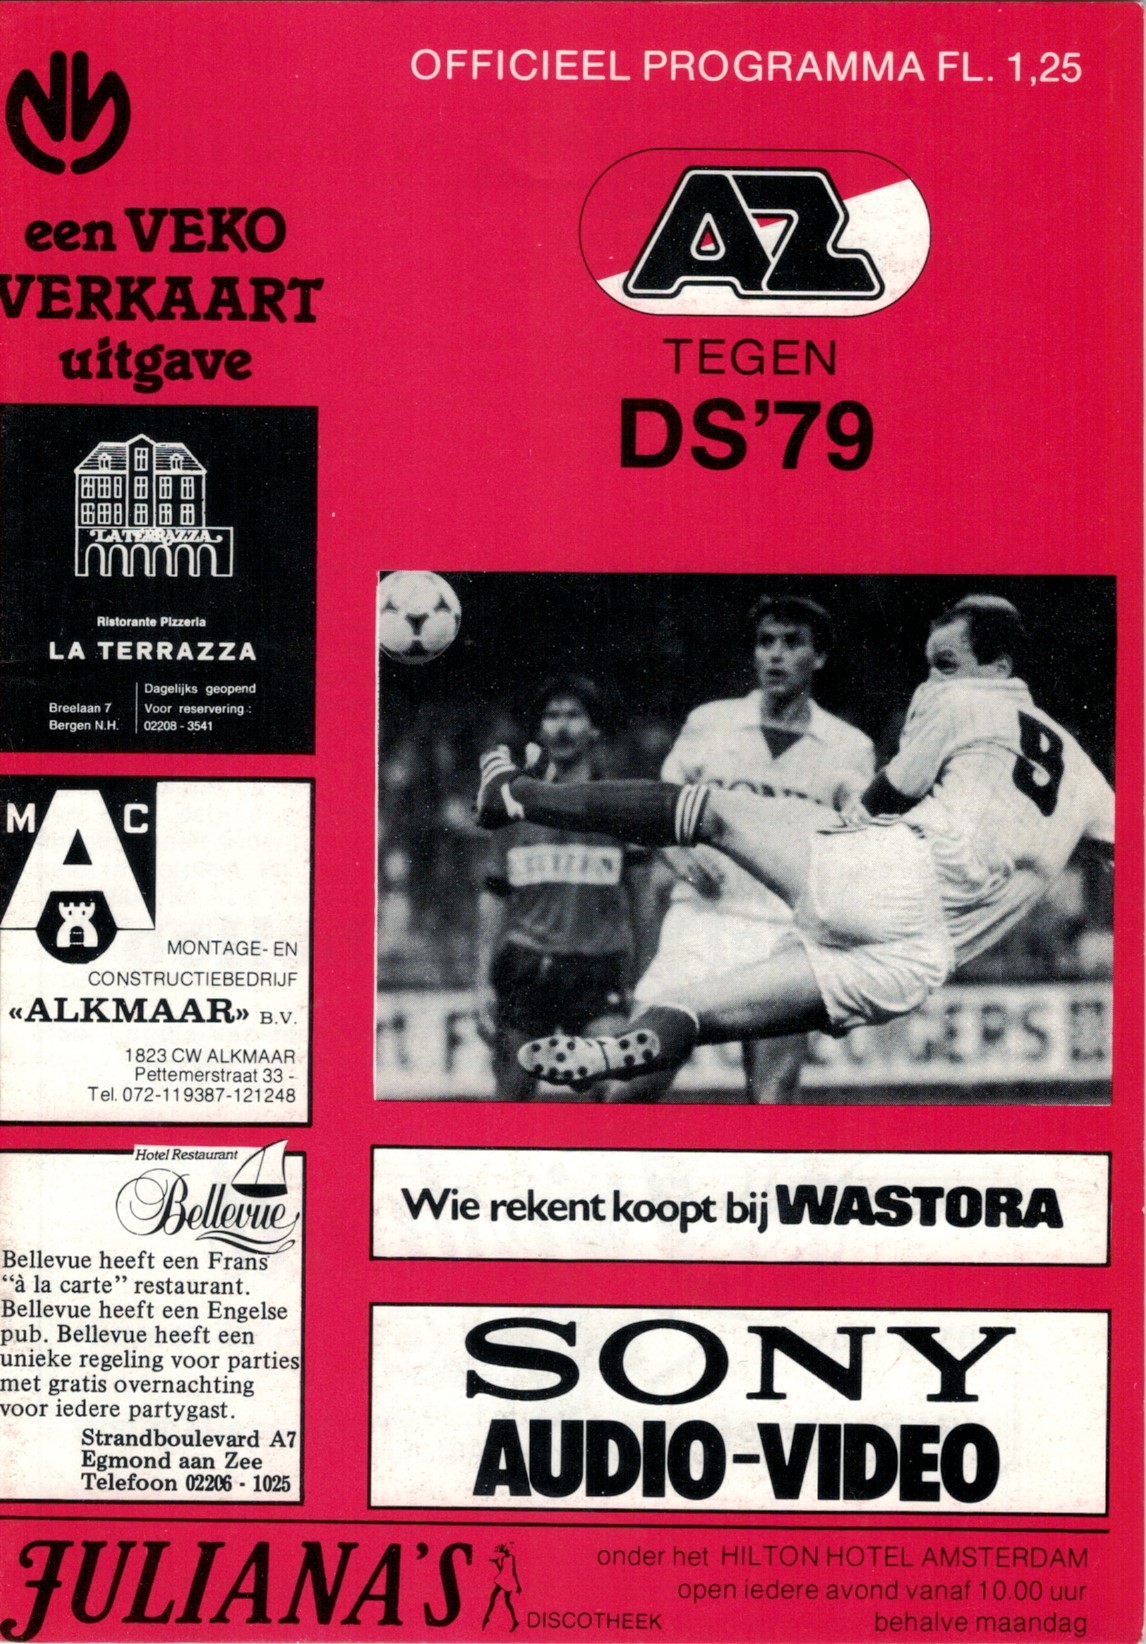 OFFICIEEL PROGRAMMA FL. 1,25
een VEKO
VERKAART
uitgave
AZ
TEGEN
DS'79
LA TERRAZZA
Ristorante Pizzeria
LA TERRAZZA
Breelaan 7
Bergen N.H.
Dagelijks geopend
Voor reservering :
02208 - 3541
M A C
MONTAGE- EN
CONSTRUCTIEBEDRIJF
«ALKMAAR» B.V.
1823 CW ALKMAAR
Pettemerstraat 33 -
Tel. 072-119387-121248
Hotel Restaurant
Bellevue
Bellevue heeft een Frans
“à la carte” restaurant.
Bellevue heeft een Engelse
pub. Bellevue heeft een
unieke regeling voor parties
met gratis overnachting
voor iedere partygast.
Strandboulevard A7
Egmond aan Zee
Telefoon 02206 - 1025
Wie rekent koopt bij WASTORA
SONY
AUDIO-VIDEO
JULIANA'S
DISCOTHEEK
onder het HILTON HOTEL AMSTERDAM
open iedere avond vanaf 10.00 uur
behalve maandag